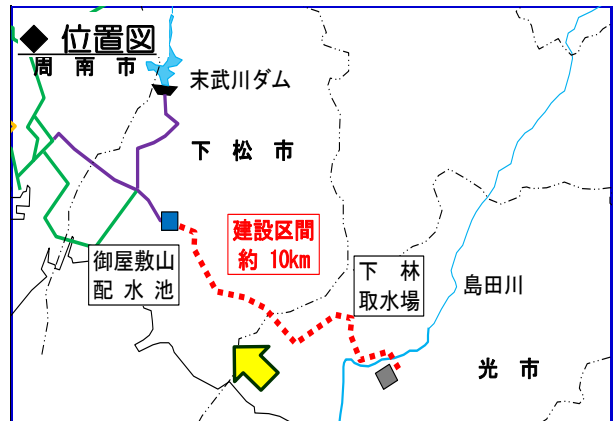 ◆ 位置図
周南市
末武川ダム
下松市
建設区間
約 10km
御屋敷山
配水池
下林
取水場
島田川
光市